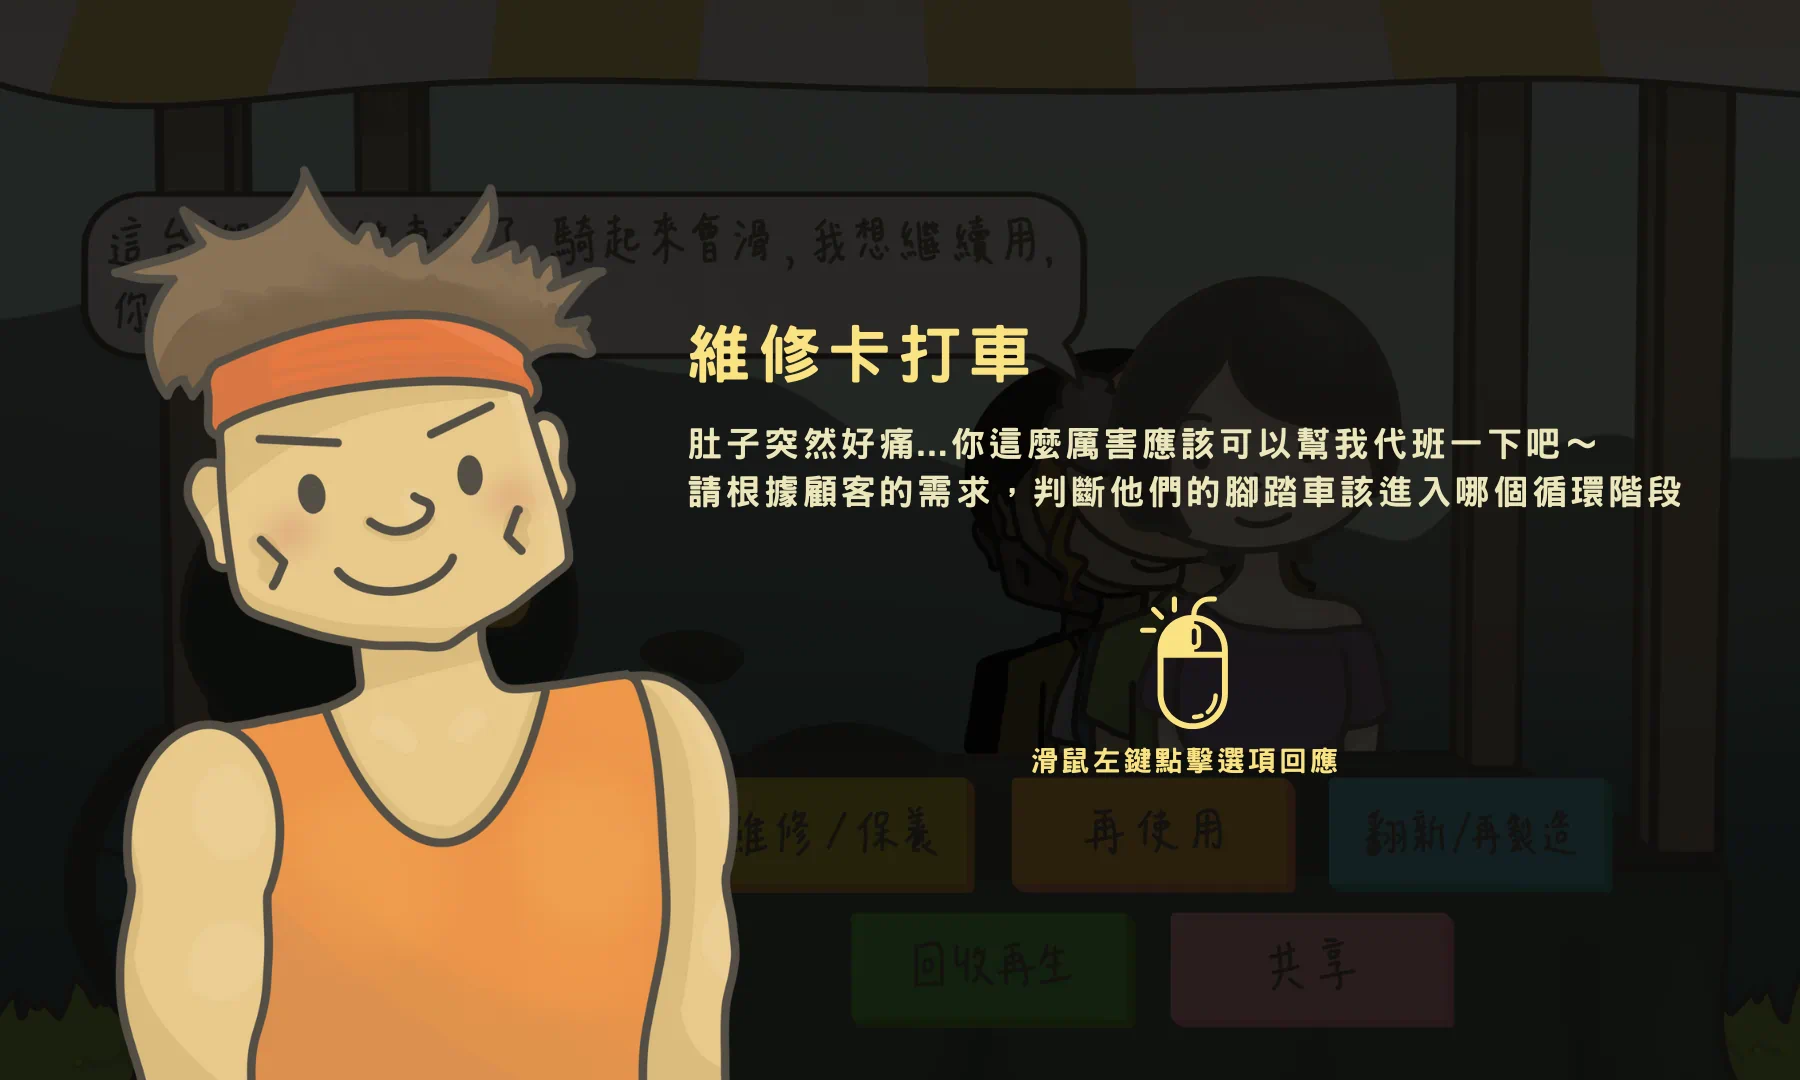 這台
騎起來會滑，我想繼續用，
你
維修卡打車
肚子突然好痛...你這麼厲害應該可以幫我代班一下吧～
請根據顧客的需求，判斷他們的腳踏車該進入哪個循環階段
滑鼠左鍵點擊選項回應
維修/保養
再使用
翻新/再製造
回收再生
共享